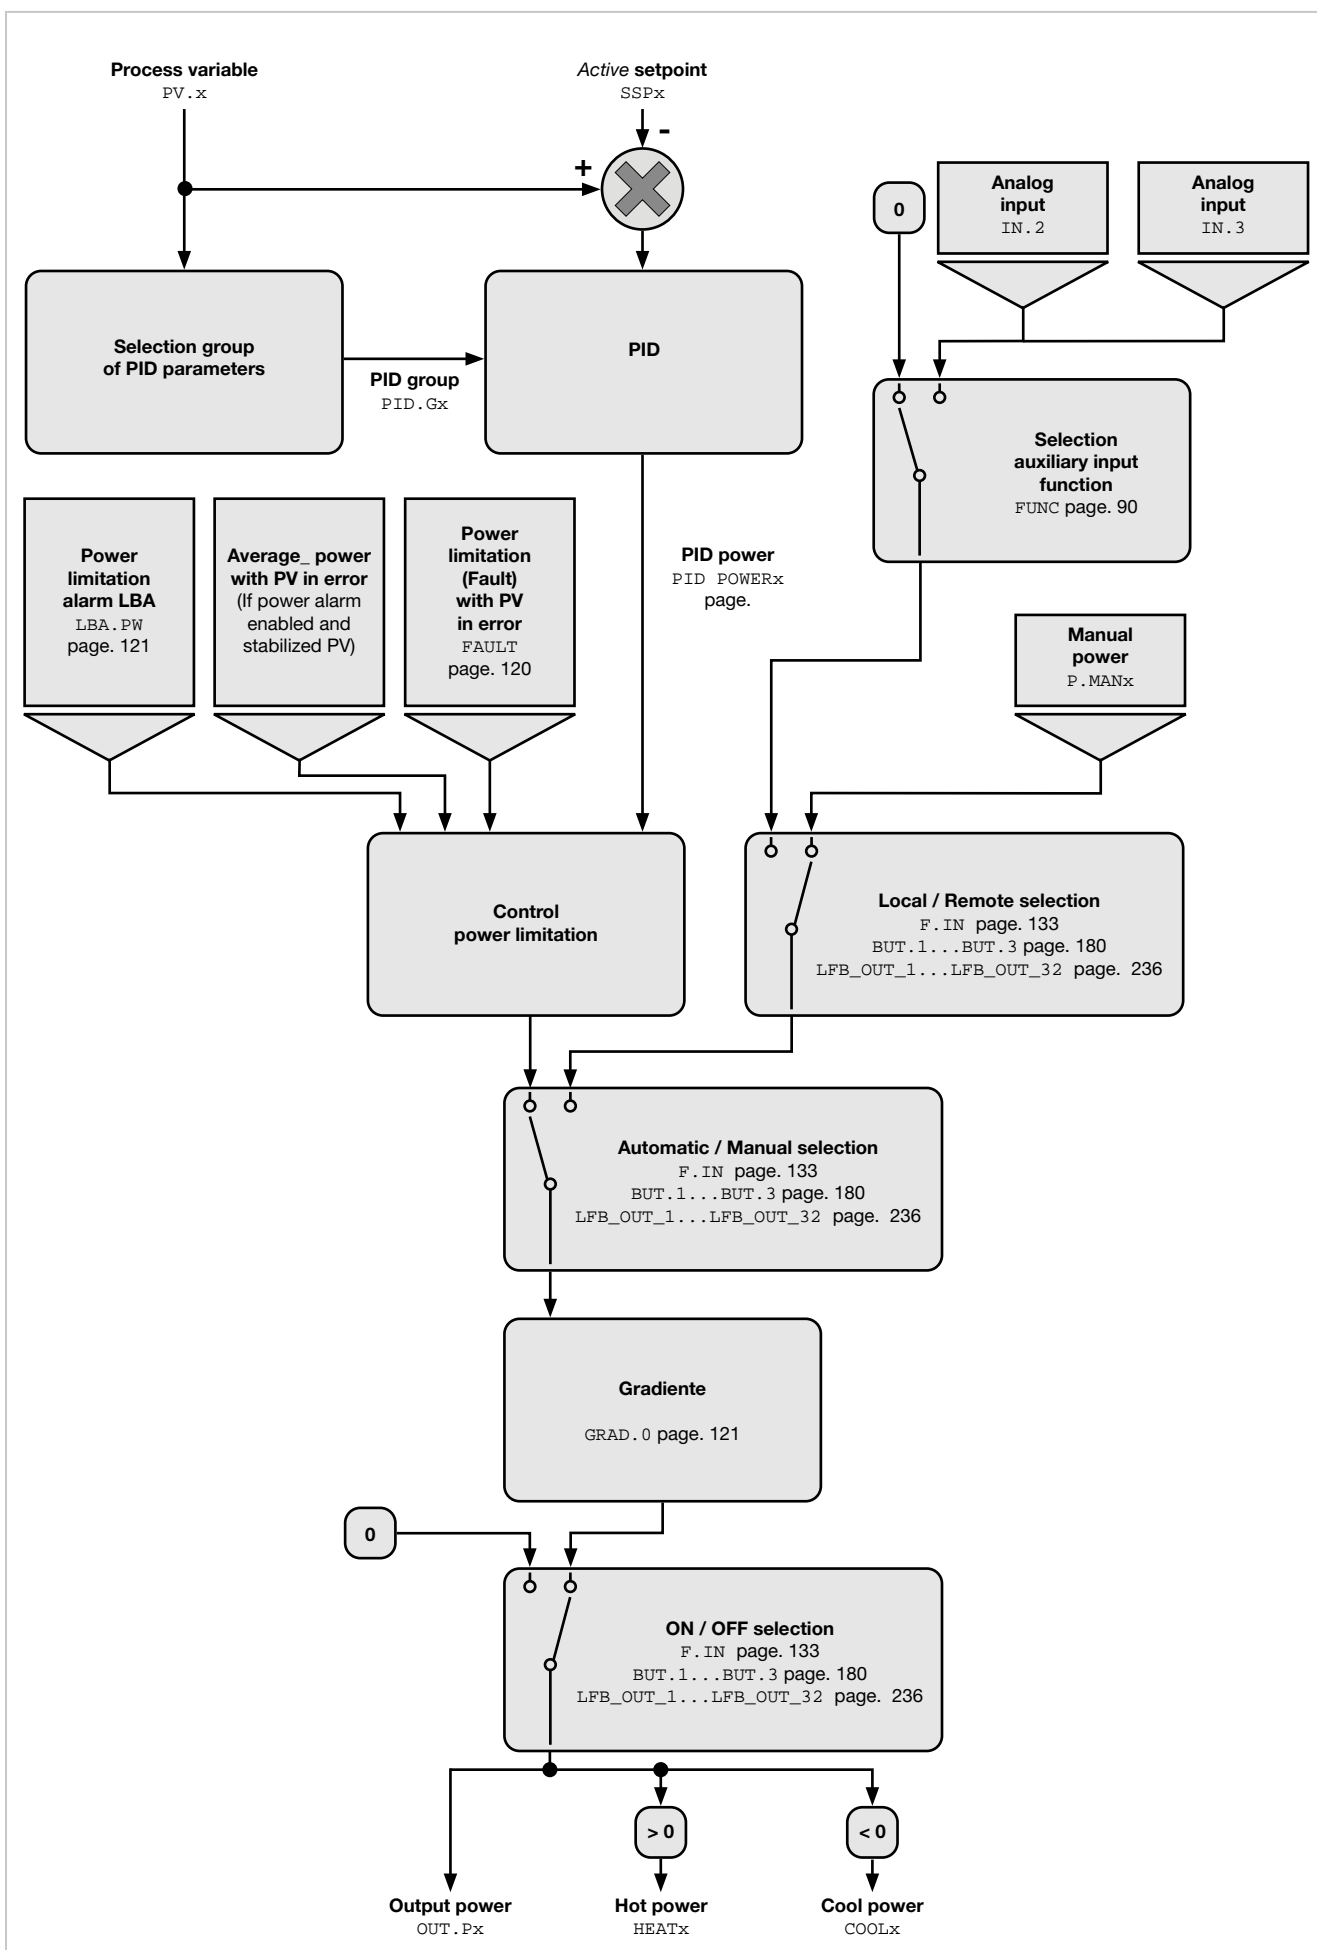 Process variable
PV.x
Active setpoint
SSPx
-
+
0
Analog
input
IN.2
Analog
input
IN.3
Selection group
of PID parameters
PID group
PID.Gx
PID
Selection
auxiliary input
function
FUNC page. 90
Power
limitation
alarm LBA
LBA.PW
page. 121
Average_ power
with PV in error
(If power alarm
enabled and
stabilized PV)
Power
limitation
(Fault)
with PV
in error
FAULT
page. 120
PID power
PID POWERx
page.
Manual
power
P.MANx
Control
power limitation
Local / Remote selection
F.IN page. 133
BUT.1...BUT.3 page. 180
LFB_OUT_1...LFB_OUT_32 page. 236
Automatic / Manual selection
F.IN page. 133
BUT.1...BUT.3 page. 180
LFB_OUT_1...LFB_OUT_32 page. 236
Gradiente
GRAD.0 page. 121
0
ON / OFF selection
F.IN page. 133
BUT.1...BUT.3 page. 180
LFB_OUT_1...LFB_OUT_32 page. 236
> 0
< 0
Output power
OUT.Px
Hot power
HEATx
Cool power
COOLx